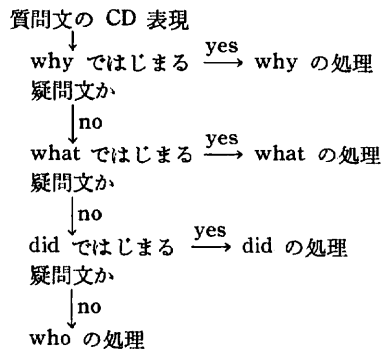 質問文の CD 表現
why ではじまる yes why の処理
疑問文か
no
what ではじまる yes what の処理
疑問文か
no
did ではじまる yes did の処理
疑問文か
no
who の処理